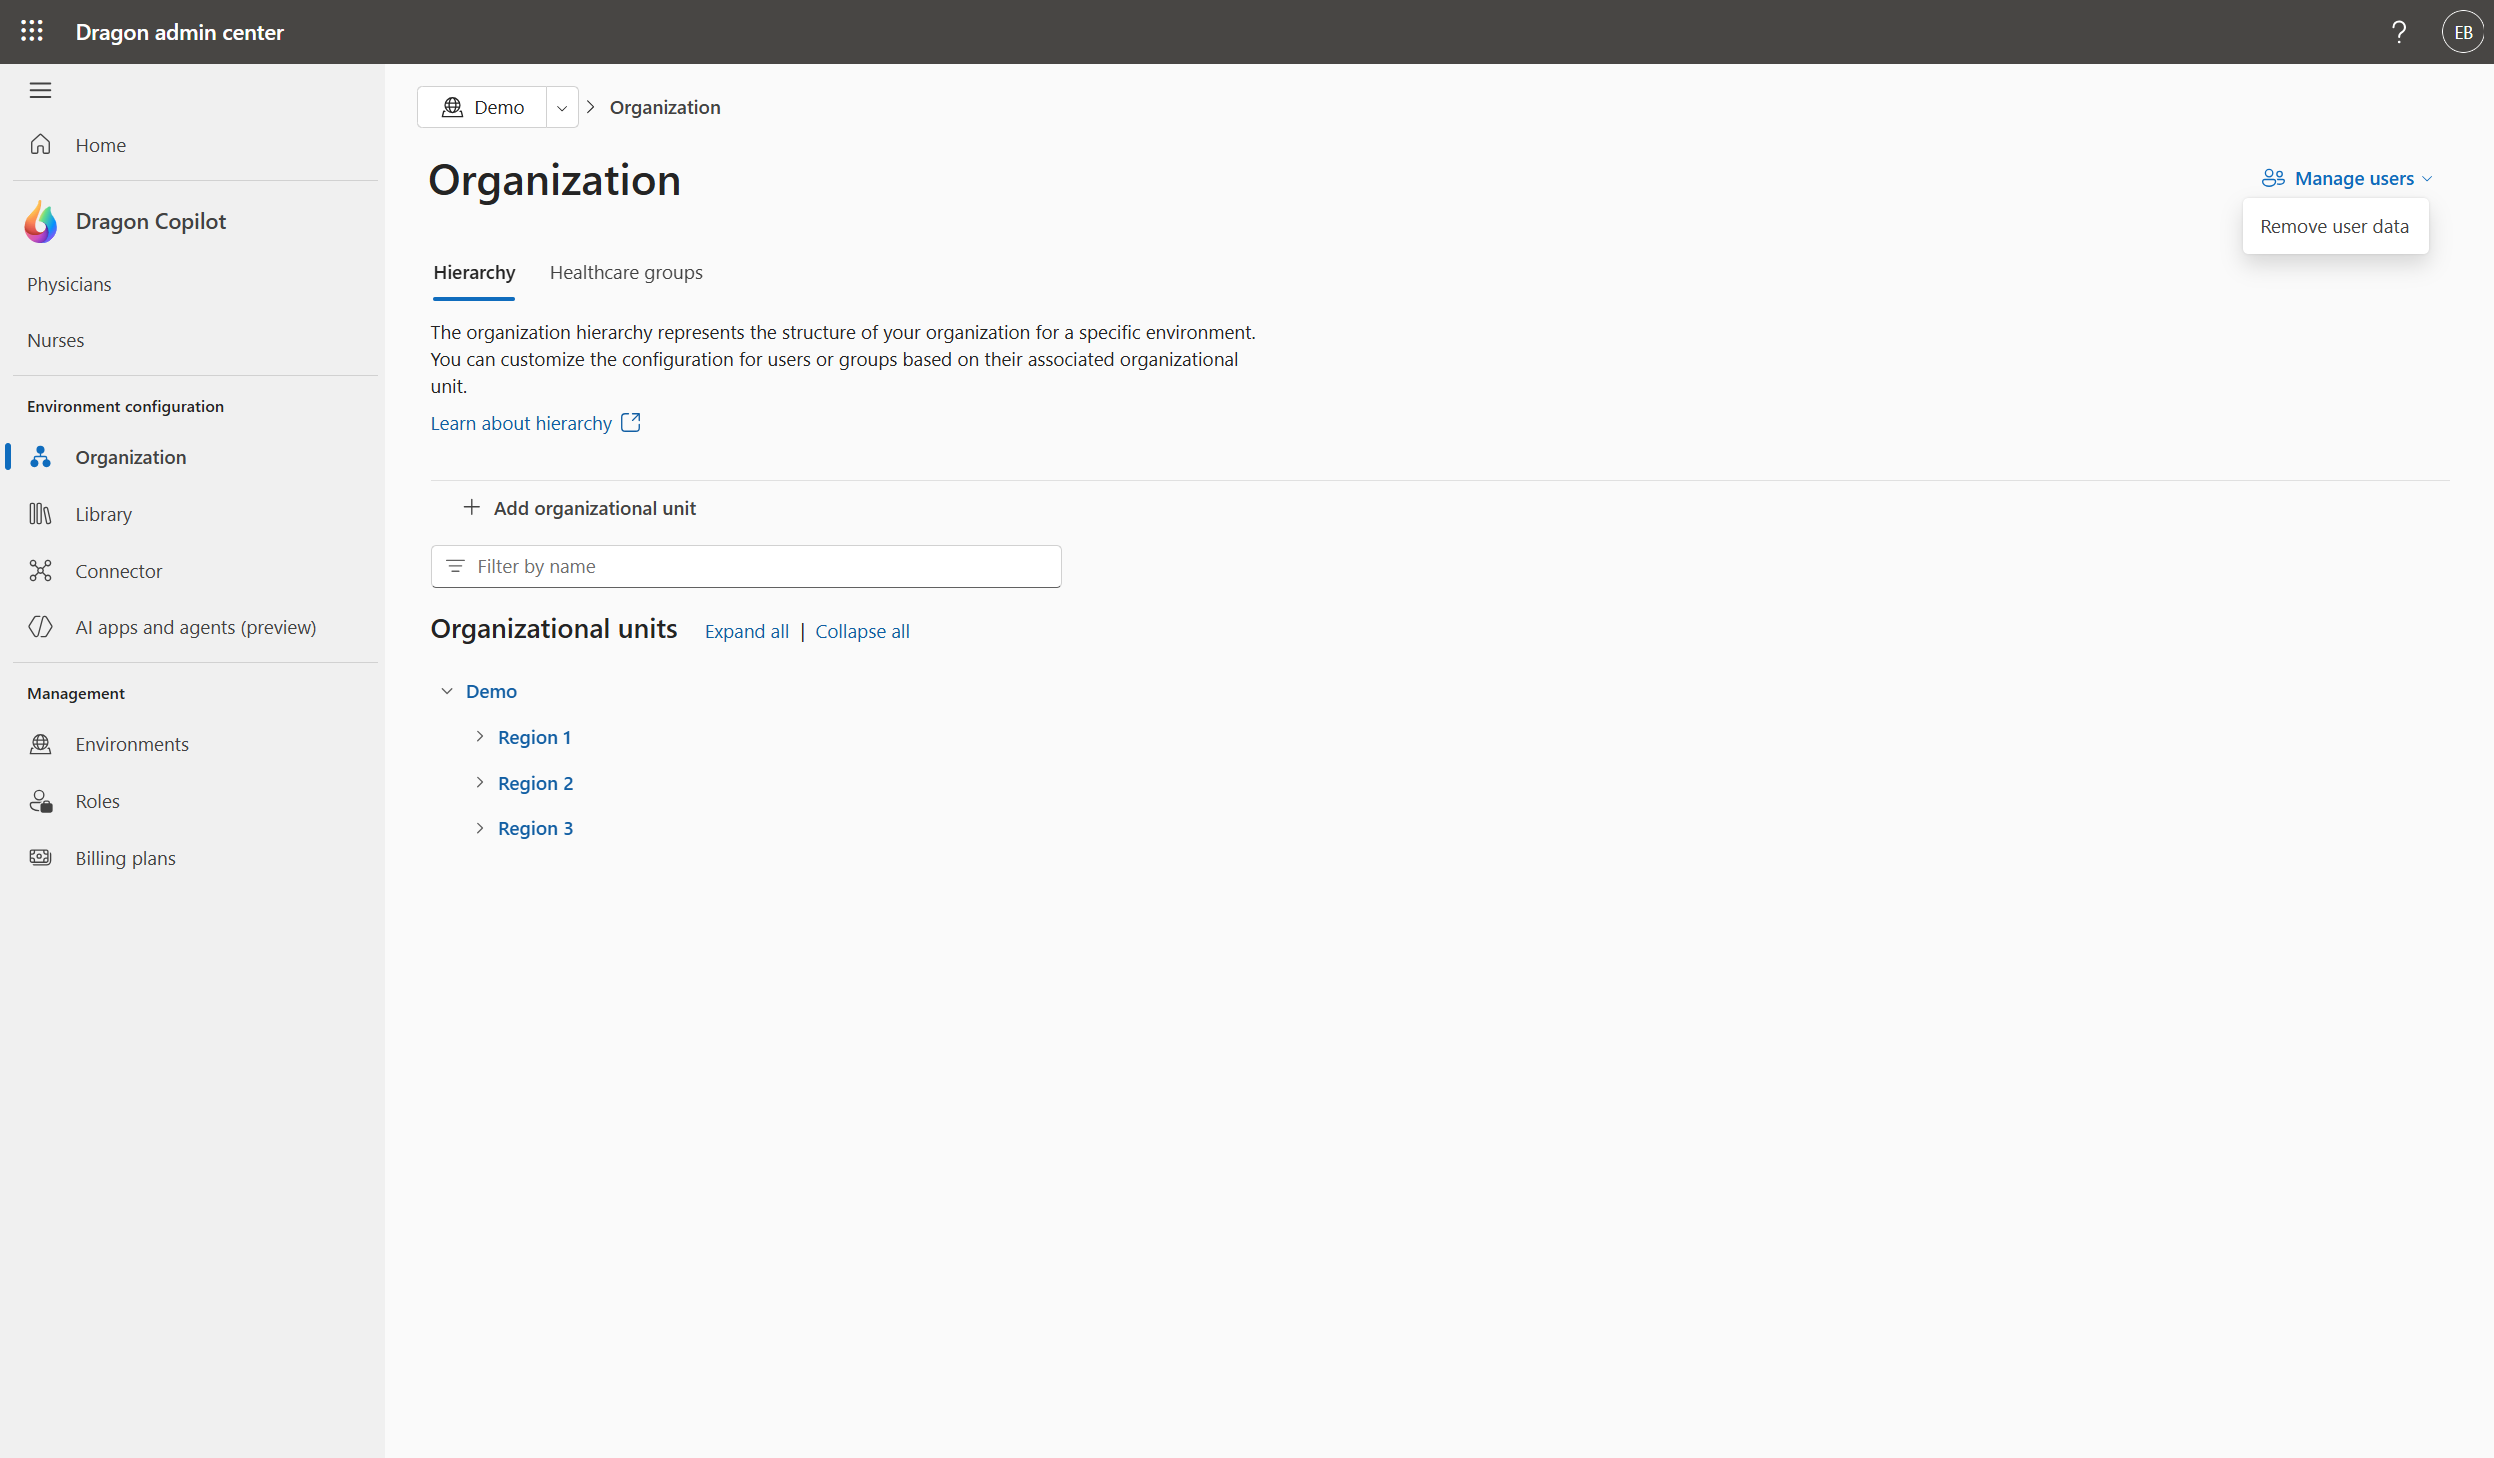 Dragon admin center
?
EB
Home
Dragon Copilot
Physicians
Nurses
Environment configuration
Organization
Library
Connector
AI apps and agents (preview)
Management
Environments
Roles
Billing plans
Demo
Organization
Organization
Manage users
Remove user data
Hierarchy
Healthcare groups
The organization hierarchy represents the structure of your organization for a specific environment.
You can customize the configuration for users or groups based on their associated organizational
unit.
Learn about hierarchy
Add organizational unit
Filter by name
Organizational units
Expand all | Collapse all
Demo
Region 1
Region 2
Region 3